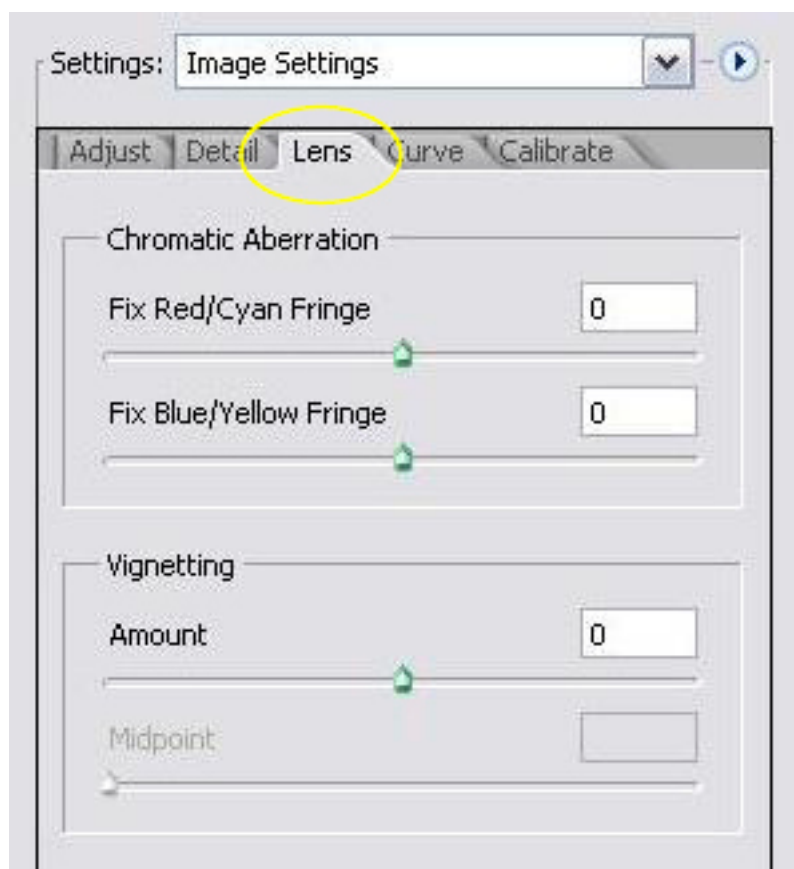 Settings: Image Settings
Adjust Detail Lens Curve Calibrate
Chromatic Aberration
Fix Red/Cyan Fringe 0
Fix Blue/Yellow Fringe 0
Vignetting
Amount 0
Midpoint